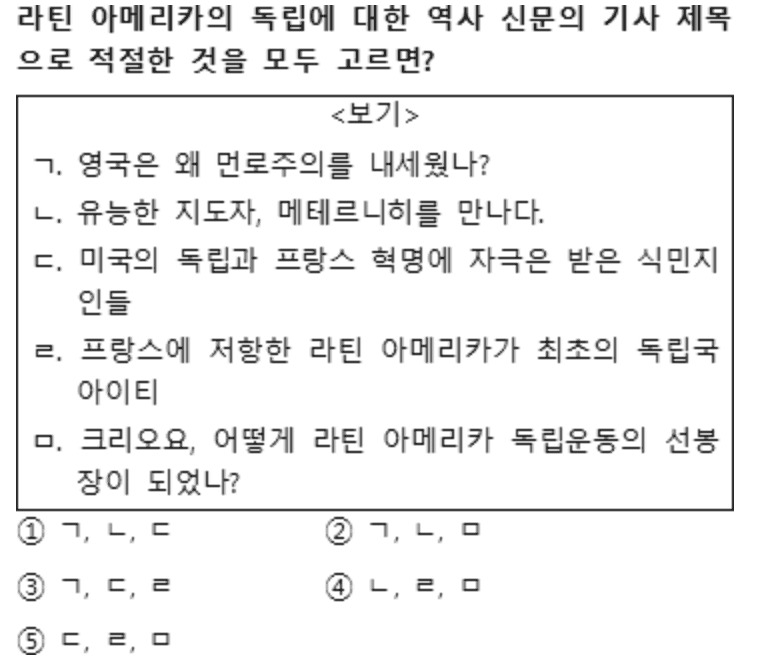 라틴 아메리카의 독립에 대한 역사 신문의 기사 제목
으로 적절한 것을 모두 고르면?
<보기>
ㄱ. 영국은 왜 먼로주의를 내세웠나?
ㄴ. 유능한 지도자, 메테르니히를 만나다.
ㄷ. 미국의 독립과 프랑스 혁명에 자극은 받은 식민지
인들
ㄹ. 프랑스에 저항한 라틴 아메리카가 최초의 독립국
아이티
ㅁ. 크리오요, 어떻게 라틴 아메리카 독립운동의 선봉
장이 되었나?
① ㄱ, ㄴ, ㄷ ② ㄱ, ㄴ, ㅁ
③ ㄱ, ㄷ, ㄹ ④ ㄴ, ㄹ, ㅁ
⑤ ㄷ, ㄹ, ㅁ